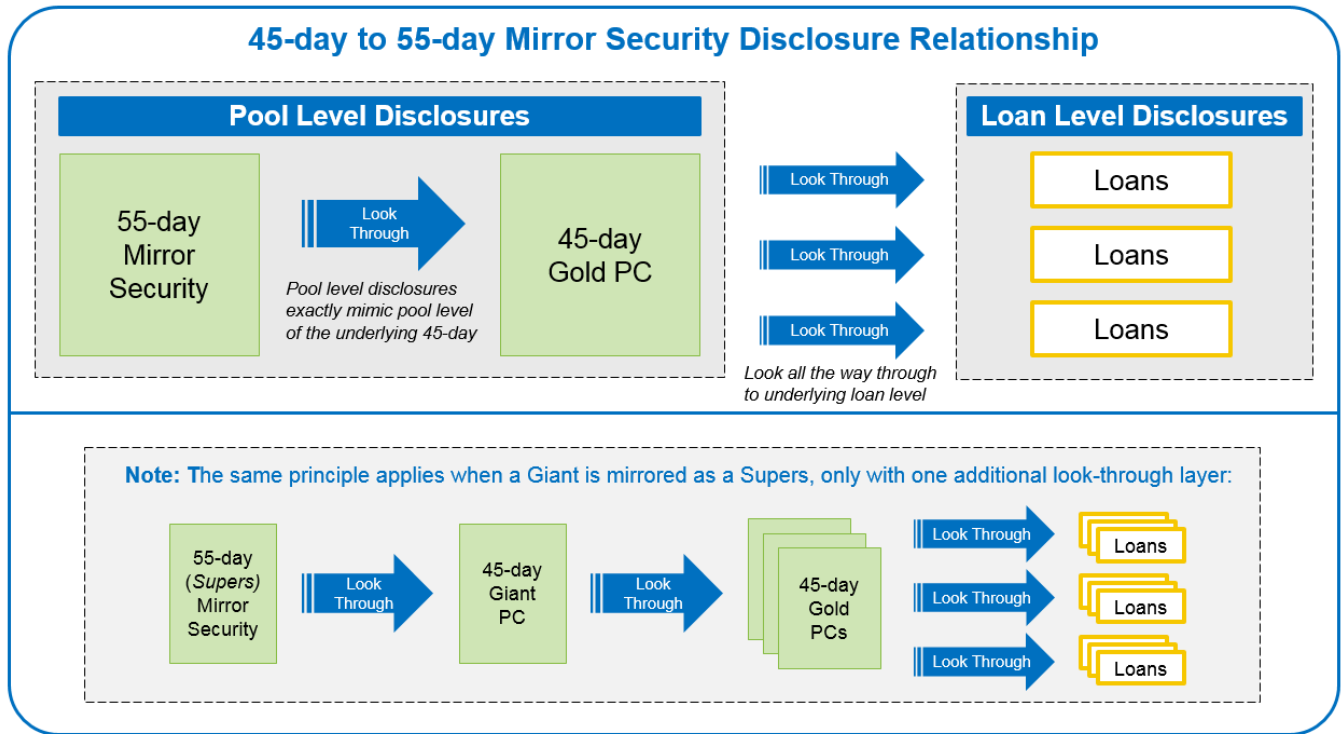 45-day to 55-day Mirror Security Disclosure Relationship
Pool Level Disclosures
55-day
Mirror
Security
Look
Through
Pool level disclosures
exactly mimic pool level
of the underlying 45-day
45-day
Gold PC
Look Through
Look Through
Look Through
Look all the way through
to underlying loan level
Loan Level Disclosures
Loans
Loans
Loans
Note: The same principle applies when a Giant is mirrored as a Supers, only with one additional look-through layer:
55-day
(Supers)
Mirror
Security
Look
Through
45-day
Giant
PC
Look
Through
45-day
Gold
PCs
Look Through
Look Through
Look Through
Loans
Loans
Loans